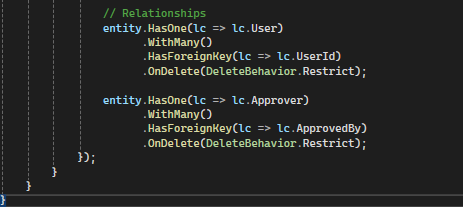 // Relationships
entity.HasOne(lc => lc.User)
.WithMany()
.HasForeignKey(lc => lc.UserId)
.OnDelete(DeleteBehavior.Restrict);
entity.HasOne(lc => lc.Approver)
.WithMany()
.HasForeignKey(lc => lc.ApprovedBy)
.OnDelete(DeleteBehavior.Restrict);
});
}
}
}